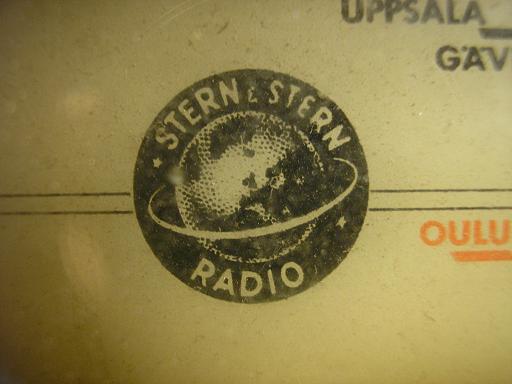 UPPSALA
GÄV
STERN & STERN
RADIO
OULU